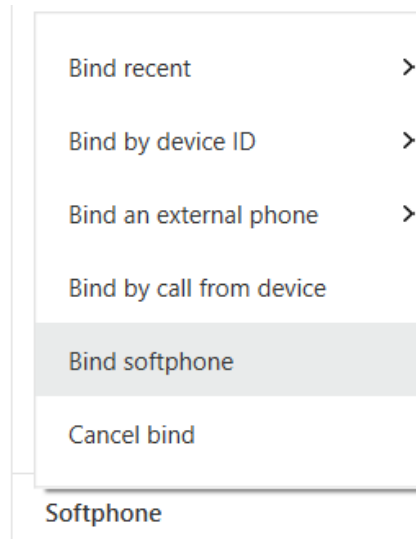 Bind recent
Bind by device ID
Bind an external phone
Bind by call from device
Bind softphone
Cancel bind
Softphone